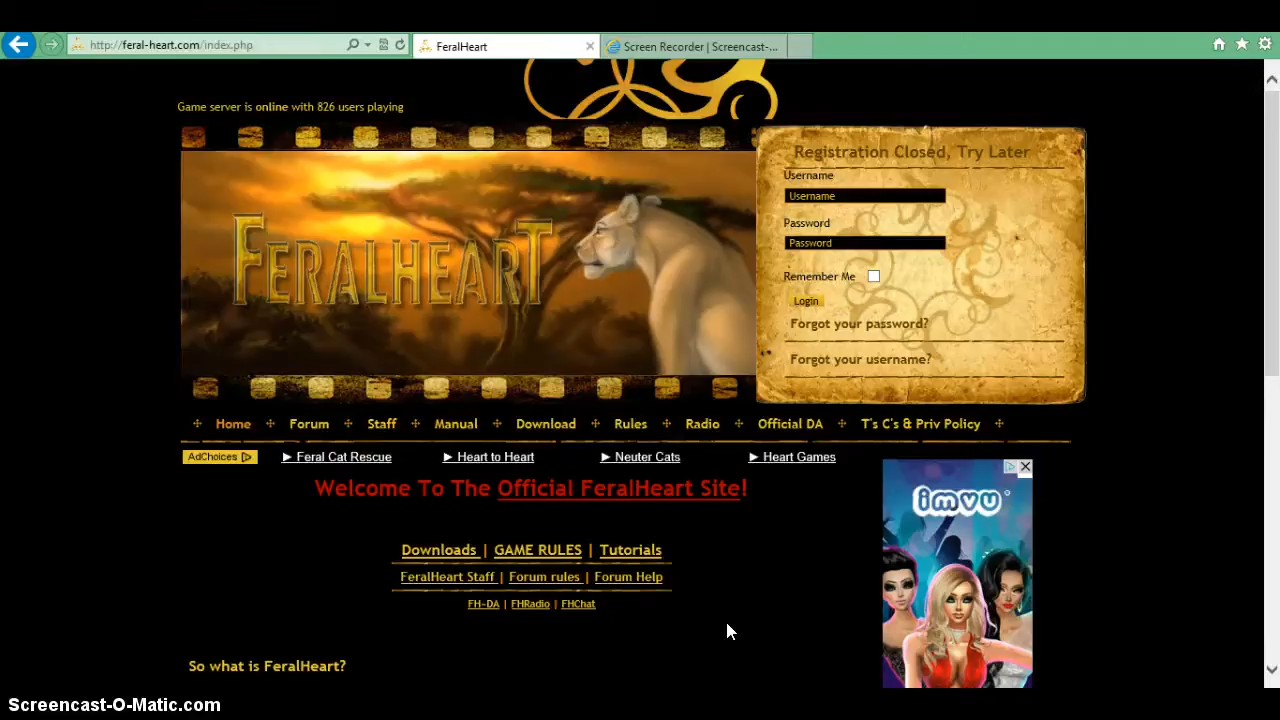 http://feral-heart.com/index.php
FeralHeart
Screen Recorder | Screencast-...
Game server is online with 826 users playing
FERALHEART
Registration Closed, Try Later
Username
Username
Password
Password
Remember Me
Login
Forgot your password?
Forgot your username?
Home Forum Staff Manual Download Rules Radio Official DA T's C's & Priv Policy
AdChoices ► Feral Cat Rescue ► Heart to Heart ► Neuter Cats ► Heart Games
Welcome To The Official FeralHeart Site!
imvu
Downloads | GAME RULES | Tutorials
FeralHeart Staff | Forum rules | Forum Help
FH-DA | FHRadio | FHChat
So what is FeralHeart?
Screencast-O-Matic.com